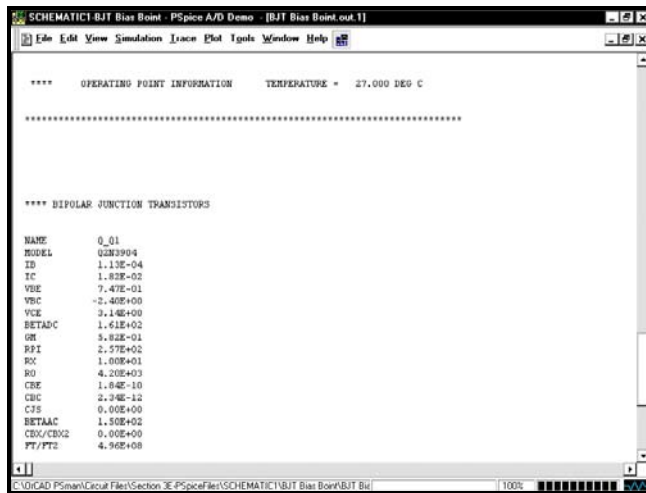 SCHEMATIC1-BJT Bias Boint - PSpice A/D Demo - [BJT Bias Boint.out.1]
File Edit View Simulation Trace Plot Tools Window Help
**** OPERATING POINT INFORMATION TEMPERATURE = 27.000 DEG C
******************************************************************************
**** BIPOLAR JUNCTION TRANSISTORS
NAME Q_Q1
MODEL Q2N3904
IB 1.13E-04
IC 1.82E-02
VBE 7.47E-01
VBC -2.40E+00
VCE 3.14E+00
BETADC 1.61E+02
GM 5.82E-01
RPI 2.57E+02
RX 1.00E+01
RO 4.20E+03
CBE 1.84E-10
CBC 2.34E-12
CJS 0.00E+00
BETAAC 1.50E+02
CBX/CBX2 0.00E+00
FT/FT2 4.96E+08
C:\OrCAD PSman\Circuit Files\Section 3E-PSpiceFiles\SCHEMATIC1\BJT Bias Boint\BJT Bia 100%